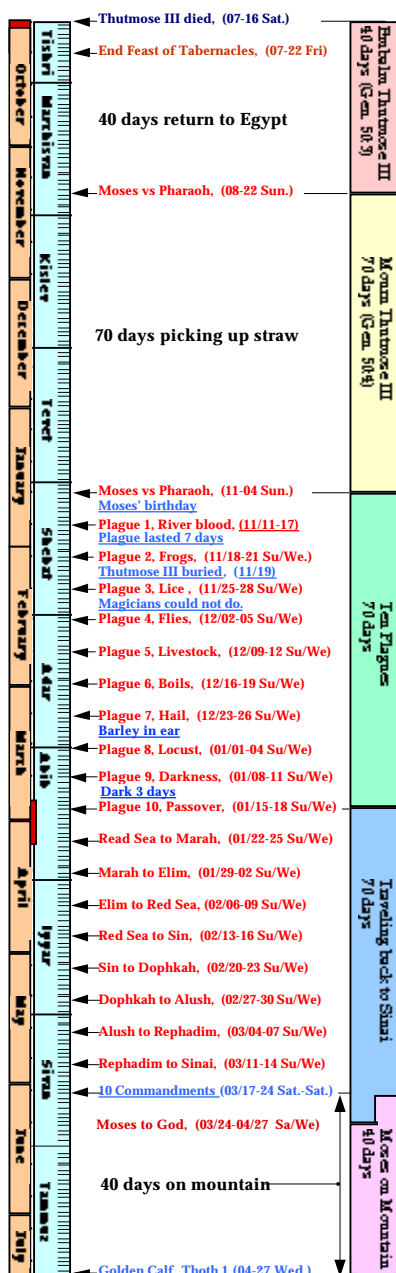 Thutmose III died, (07-16 Sat.)
End Feast of Tabernacles, (07-22 Fri)
40 days return to Egypt
Moses vs Pharaoh, (08-22 Sun.)
70 days picking up straw
Moses vs Pharaoh, (11-04 Sun.)
Moses' birthday
Plague 1, River blood, (11/11-17)
Plague lasted 7 days
Plague 2, Frogs, (11/18-21 Su/We.)
Thutmose III buried, (11/19)
Plague 3, Lice , (11/25-28 Su/We)
Magicians could not do.
Plague 4, Flies, (12/02-05 Su/We)
Plague 5, Livestock, (12/09-12 Su/We)
Plague 6, Boils, (12/16-19 Su/We)
Plague 7, Hail, (12/23-26 Su/We)
Barley in ear
Plague 8, Locust, (01/01-04 Su/We)
Plague 9, Darkness, (01/08-11 Su/We)
Dark 3 days
Plague 10, Passover, (01/15-18 Su/We)
Read Sea to Marah, (01/22-25 Su/We)
Marah to Elim, (01/29-02 Su/We)
Elim to Red Sea, (02/06-09 Su/We)
Red Sea to Sin, (02/13-16 Su/We)
Sin to Dophkah, (02/20-23 Su/We)
Dophkah to Alush, (02/27-30 Su/We)
Alush to Rephadim, (03/04-07 Su/We)
Rephadim to Sinai, (03/11-14 Su/We)
10 Commandments (03/17-24 Sat.-Sat.)
Moses to God, (03/24-04/27 Sa/We)
40 days on mountain
Golden Calf, Thoth 1 (04-27 Wed.)
October
November
December
January
February
March
April
May
June
July
Tishri
Marchisvan
Kislev
Tevet
Shebat
Adar
Abib
Iyyar
Sivan
Tammuz
Embalm Thutmose III
40 days (Gen. 50:3)
Mourn Thutmose III
70 days (Gen. 50:4)
Ten Plagues
70 days
Traveling back to Sinai
70 days
Moses on Mountain
40 days